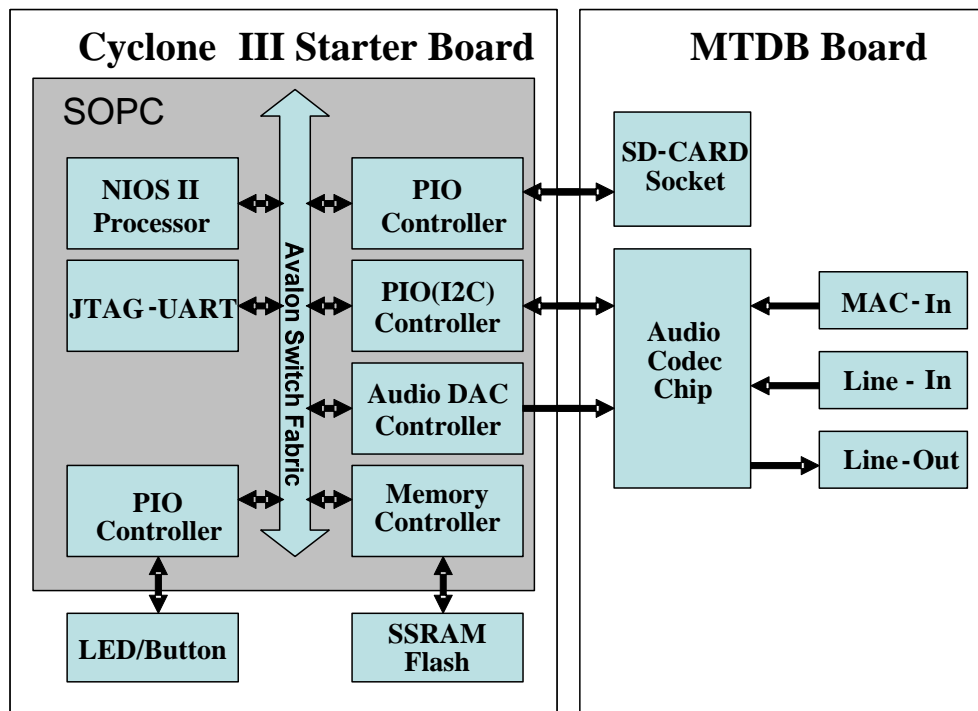 Cyclone III Starter Board
MTDB Board
SOPC
NIOS II
Processor
JTAG-UART
PIO
Controller
LED/Button
Avalon Switch Fabric
PIO
Controller
PIO(I2C)
Controller
Audio DAC
Controller
Memory
Controller
SSRAM
Flash
SD-CARD
Socket
Audio
Codec
Chip
MAC-In
Line-In
Line-Out